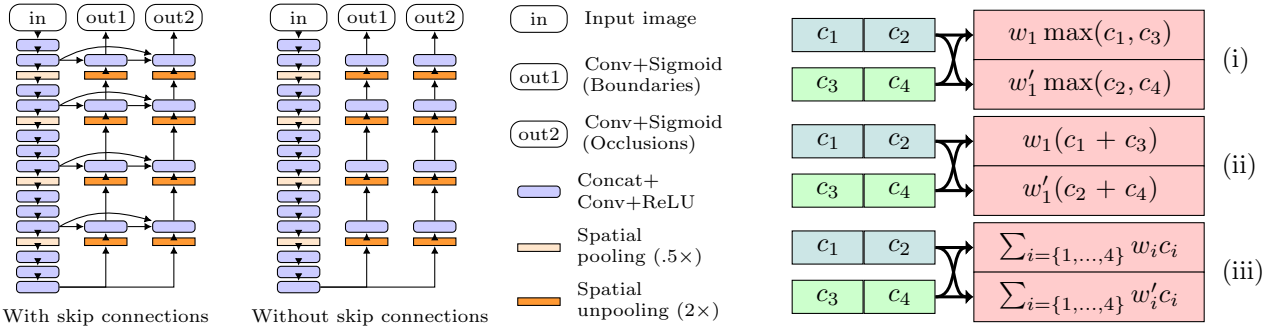 in
out1
out2
With skip connections
in
out1
out2
Without skip connections
in
Input image
out1
Conv+Sigmoid
(Boundaries)
out2
Conv+Sigmoid
(Occlusions)
Concat+
Conv+ReLU
Spatial
pooling (.5×)
Spatial
unpooling (2×)
c₁ c₂
c₃ c₄
w₁ max(c₁, c₃)
w′₁ max(c₂, c₄)
(i)
c₁ c₂
c₃ c₄
w₁(c₁ + c₃)
w′₁(c₂ + c₄)
(ii)
c₁ c₂
c₃ c₄
∑i={1,...,4} wᵢcᵢ
∑i={1,...,4} w′ᵢcᵢ
(iii)